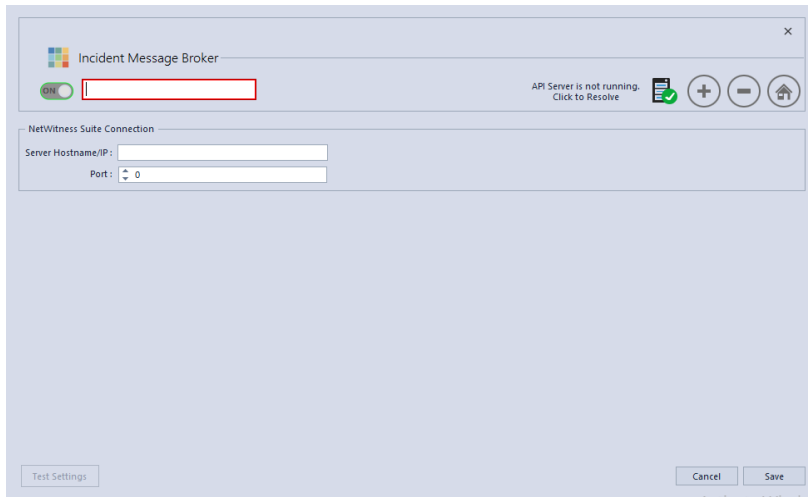 ×
Incident Message Broker
ON
API Server is not running.
Click to Resolve
NetWitness Suite Connection
Server Hostname/IP :
Port : 0
Test Settings
Cancel Save